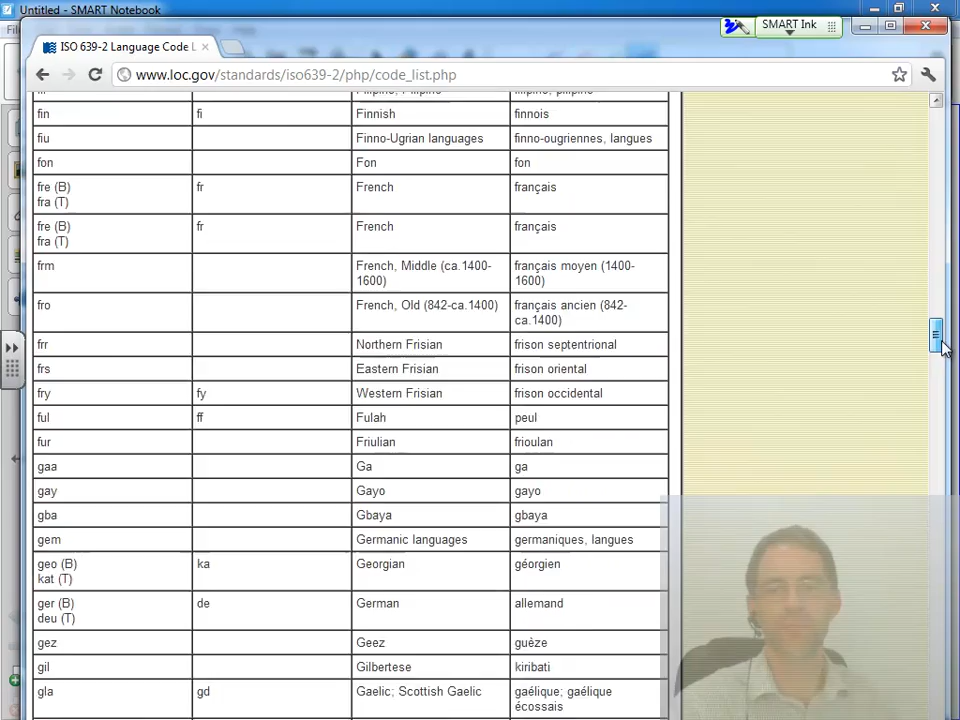 Untitled - SMART Notebook
SMART Ink
ISO 639-2 Language Code L
www.loc.gov/standards/iso639-2/php/code_list.php
fin fi Finnish finnois
fiu Finno-Ugrian languages finno-ougriennes, langues
fon Fon fon
fre (B) fr French français
fra (T)
fre (B) fr French français
fra (T)
frm French, Middle (ca.1400- français moyen (1400-
1600) 1600)
fro French, Old (842-ca.1400) français ancien (842-
ca.1400)
frr Northern Frisian frison septentrional
frs Eastern Frisian frison oriental
fry fy Western Frisian frison occidental
ful ff Fulah peul
fur Friulian frioulan
gaa Ga ga
gay Gayo gayo
gba Gbaya gbaya
gem Germanic languages germaniques, langues
geo (B) ka Georgian géorgien
kat (T)
ger (B) de German allemand
deu (T)
gez Geez guèze
gil Gilbertese kiribati
gla gd Gaelic; Scottish Gaelic gaélique; gaélique
écossais